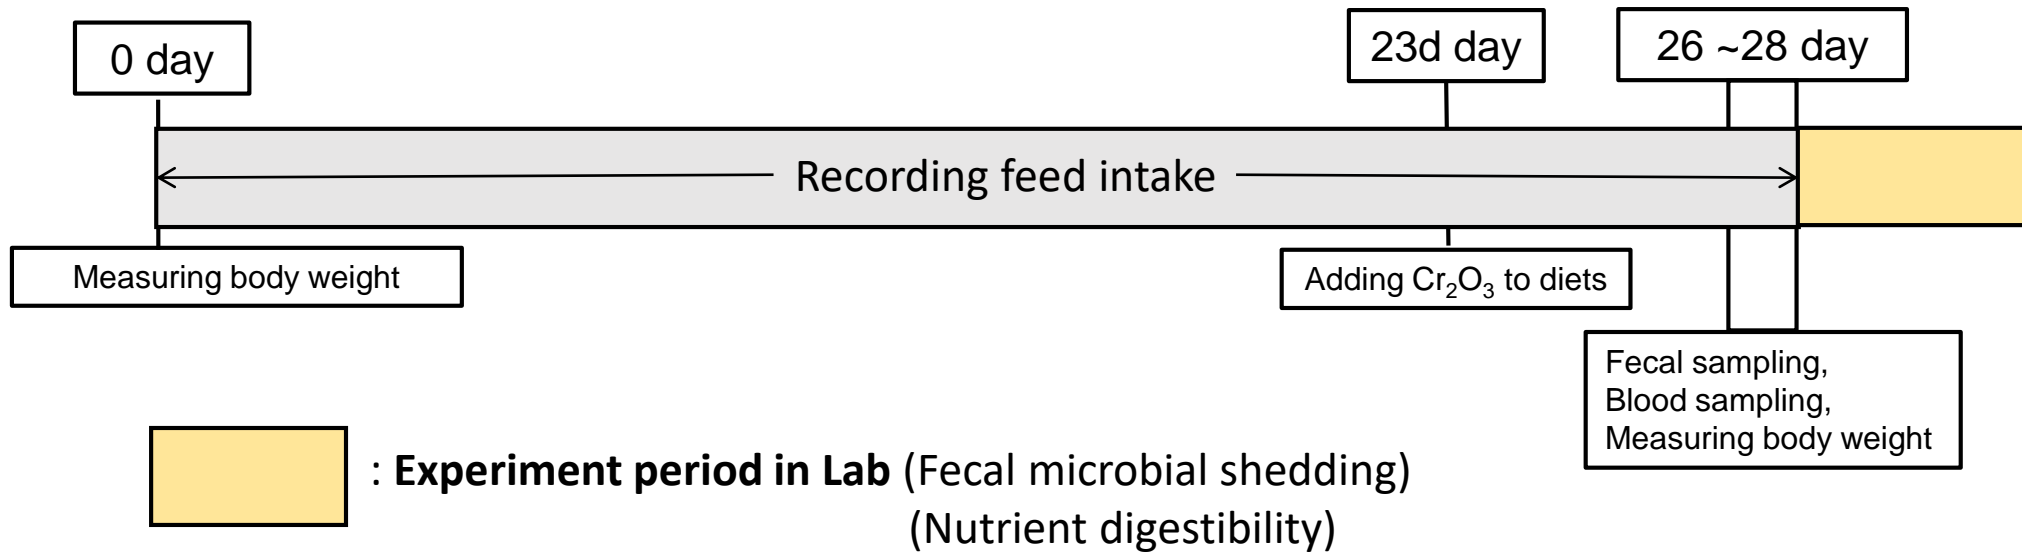 0 day
23d day
26 ~28 day
Recording feed intake
Measuring body weight
Adding Cr₂O₃ to diets
Fecal sampling,
Blood sampling,
Measuring body weight
: Experiment period in Lab (Fecal microbial shedding)
(Nutrient digestibility)